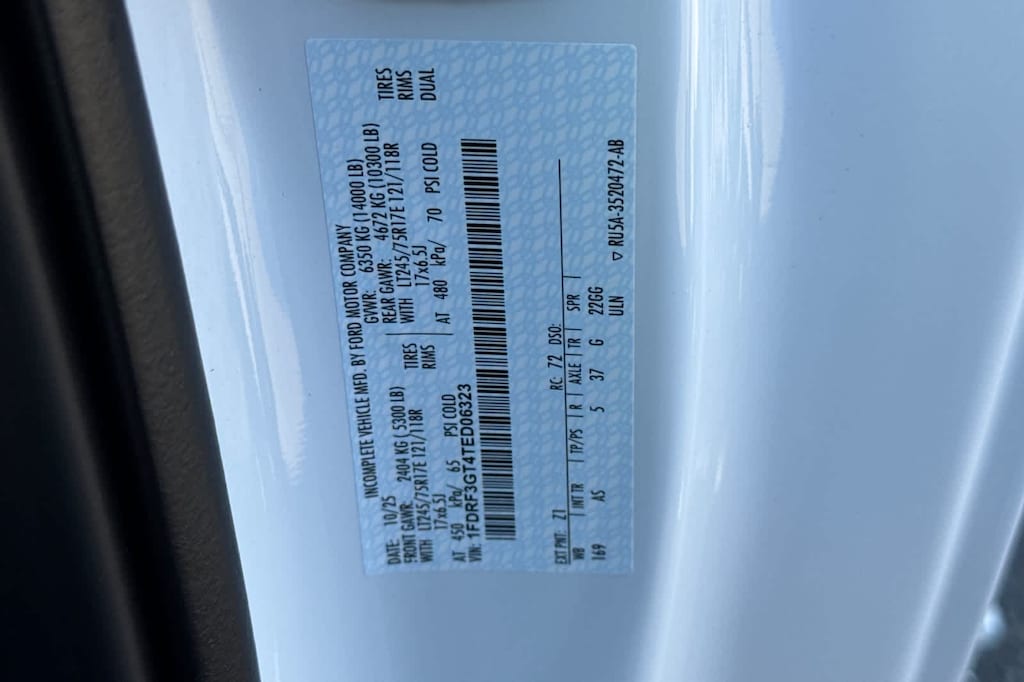 INCOMPLETE VEHICLE MFD. BY FORD MOTOR COMPANY
DATE: 10/25 GVWR: 6350 KG (14000 LB)
FRONT GAWR: 2404 KG (5300 LB) REAR GAWR: 4672 KG (10300 LB)
WITH LT245/75R17E 121/118R TIRES WITH LT245/75R17E 121/118R TIRES
17x6.5J RIMS 17x6.5J RIMS
AT 450 kPa/ 65 PSI COLD AT 480 kPa/ 70 PSI COLD DUAL
VIN: 1FDRF3GT4TED06323
EXT PNT: Z1 RC: 72 DSO:
WB INT TR TP/PS R AXLE TR SPR
169 AS 5 37 G 22GG
ULN
▽ RU5A-3520472-AB